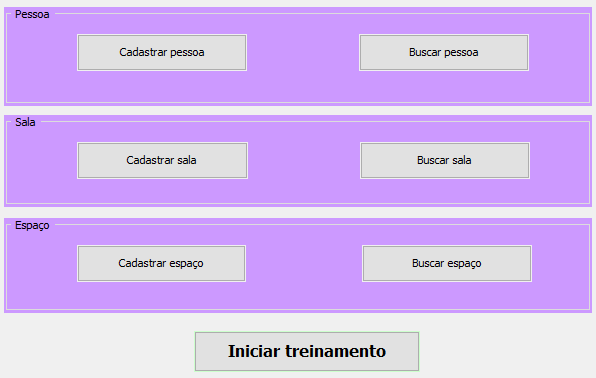 Pessoa
Cadastrar pessoa
Buscar pessoa
Sala
Cadastrar sala
Buscar sala
Espaço
Cadastrar espaço
Buscar espaço
Iniciar treinamento